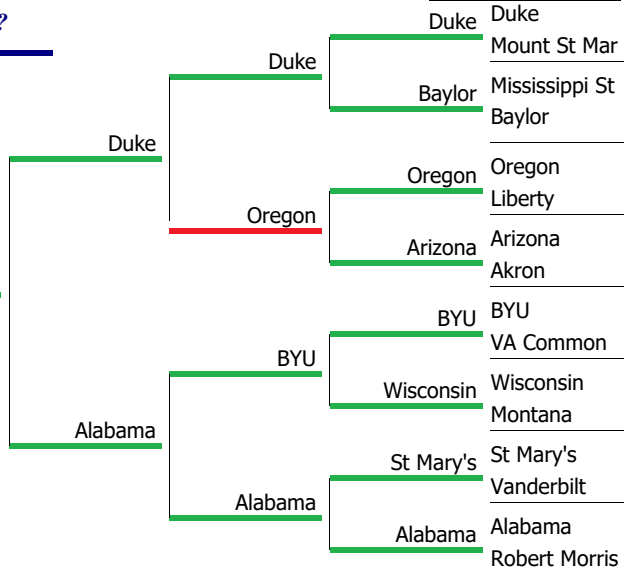 ?
Duke
Duke
Mount St Mar
Duke
Baylor
Mississippi St
Baylor
Duke
Oregon
Oregon
Liberty
Oregon
Arizona
Arizona
Akron
BYU
BYU
VA Common
BYU
Wisconsin
Wisconsin
Montana
Alabama
St Mary's
St Mary's
Vanderbilt
Alabama
Alabama
Alabama
Robert Morris